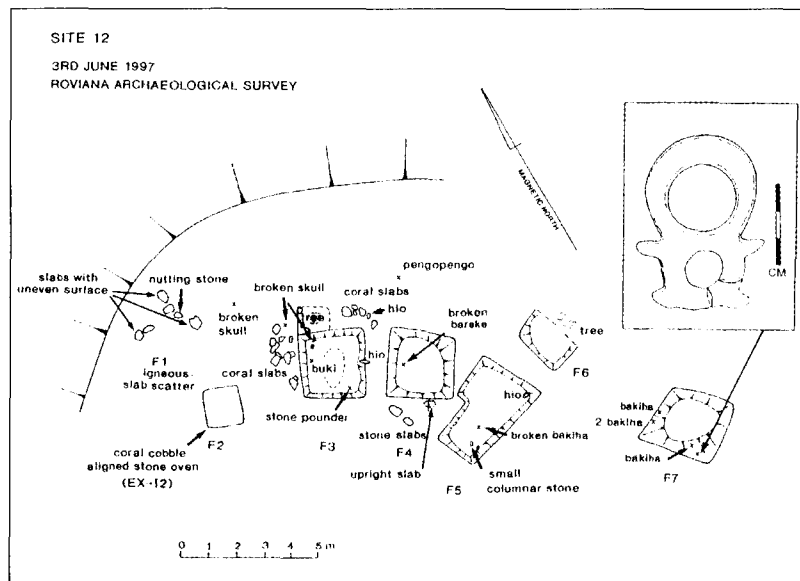 SITE 12
3RD JUNE 1997
ROVIANA ARCHAEOLOGICAL SURVEY
MAGNETIC NORTH
CM
pengopengo
slabs with
uneven surface
nutting stone
broken skull
coral slabs
hio
broken
skull
tree
broken
barske
tree
F1
igneous
slab scatter
coral slabs
buki
hio
F6
stone pounder
hio
bakiha
2 bakiha
bakiha
F2
F3
stone slabs
F4
broken bakiha
F7
coral cobble
aligned stone oven
(EX-12)
upright slab
F5
small
columnar stone
0 1 2 3 4 5 m